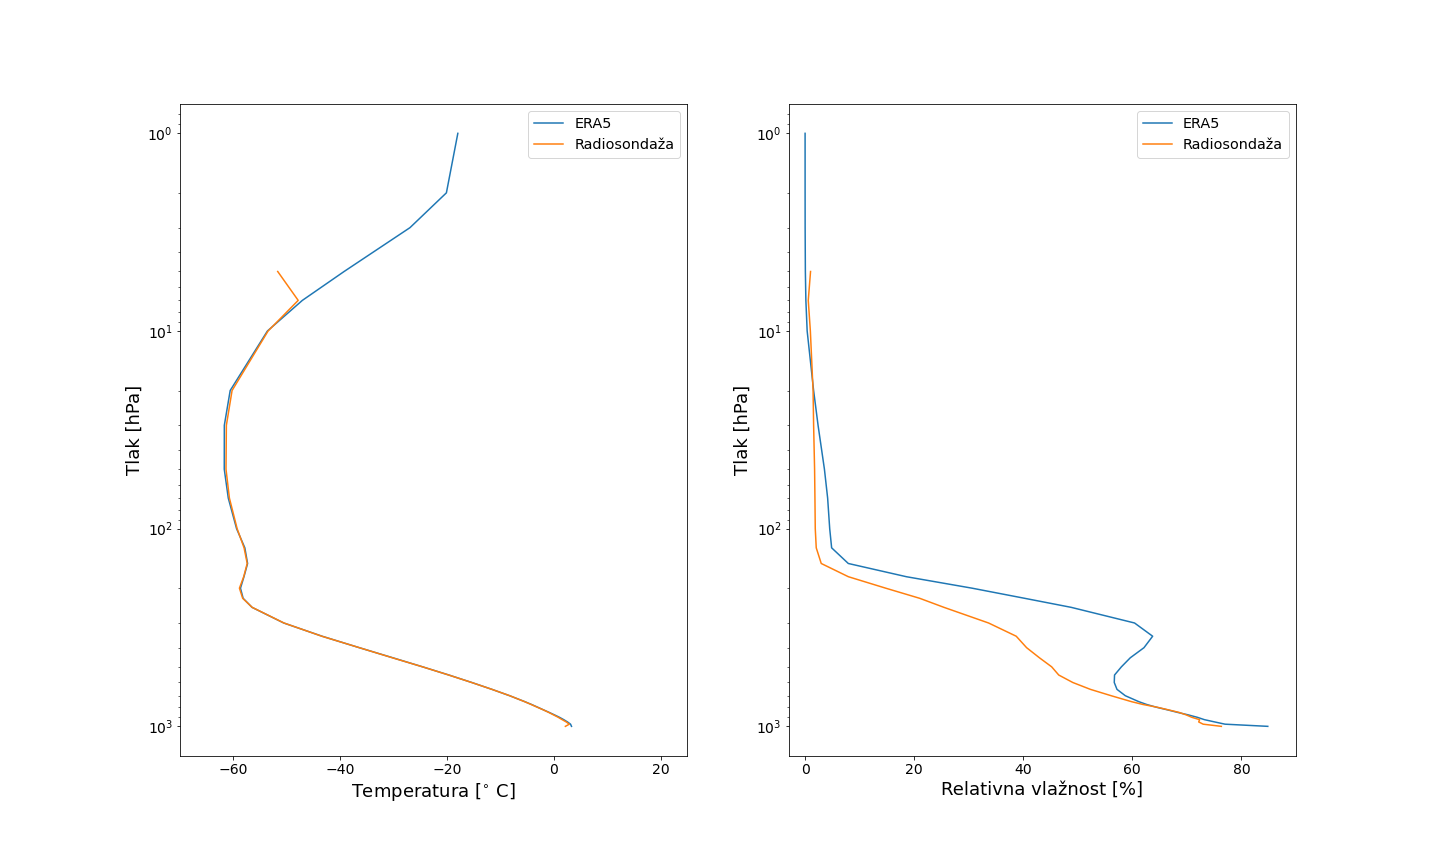 ERA5
Radiosondaža
10⁰
10¹
10²
10³
Tlak [hPa]
−60 −40 −20 0 20
Temperatura [° C]
ERA5
Radiosondaža
10⁰
10¹
10²
10³
Tlak [hPa]
0 20 40 60 80
Relativna vlažnost [%]